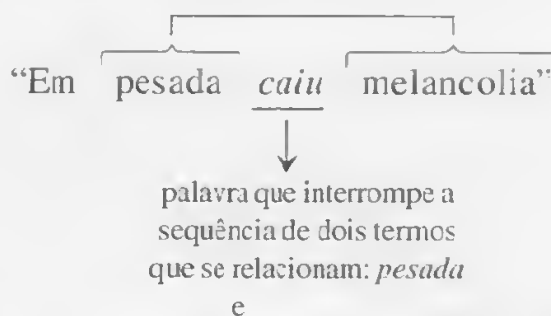 “Em pesada caiu melancolia”
palavra que interrompe a
sequência de dois termos
que se relacionam: pesada
e